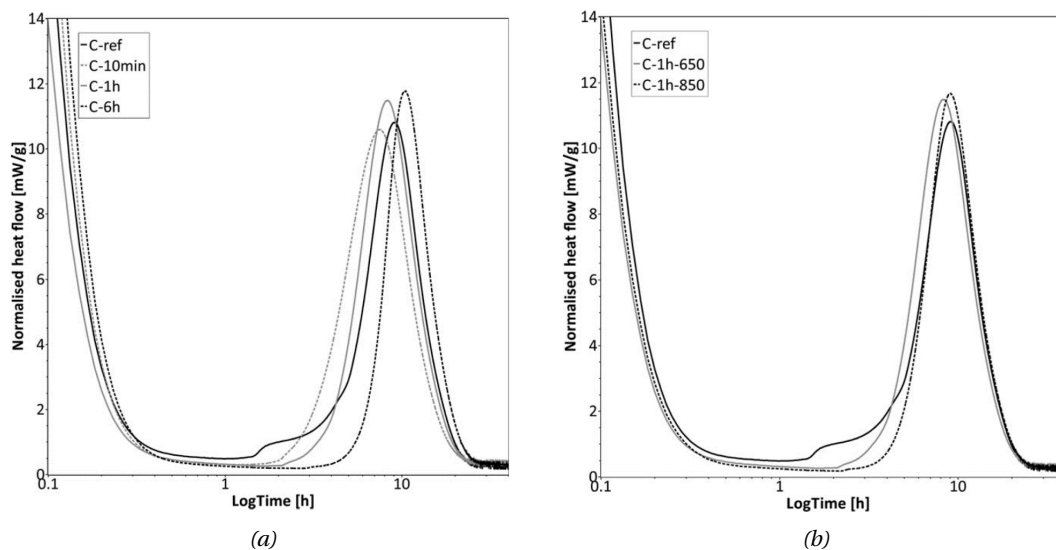 14
12
10
8
6
4
2
0
0.1
1
10
Normalised heat flow [mW/g]
LogTime [h]
C-ref
C-10min
C-1h
C-6h
(a)
14
12
10
8
6
4
2
0
0.1
1
10
Normalised heat flow [mW/g]
LogTime [h]
C-ref
C-1h-650
C-1h-850
(b)